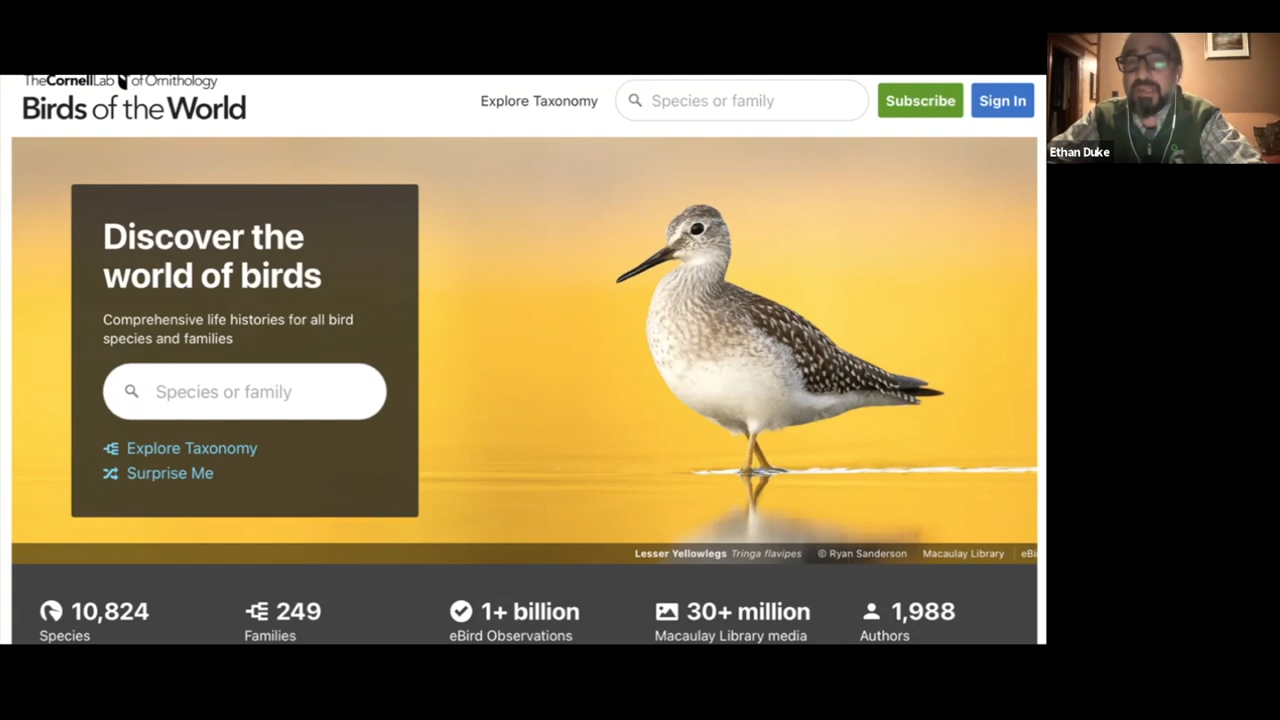 TheCornellLab of Ornithology
Birds of the World
Explore Taxonomy
Species or family
Subscribe
Sign In
Ethan Duke
Discover the
world of birds
Comprehensive life histories for all bird
species and families
Species or family
Explore Taxonomy
Surprise Me
Lesser Yellowlegs Tringa flavipes © Ryan Sanderson Macaulay Library
10,824
Species
249
Families
1+ billion
eBird Observations
30+ million
Macaulay Library media
1,988
Authors